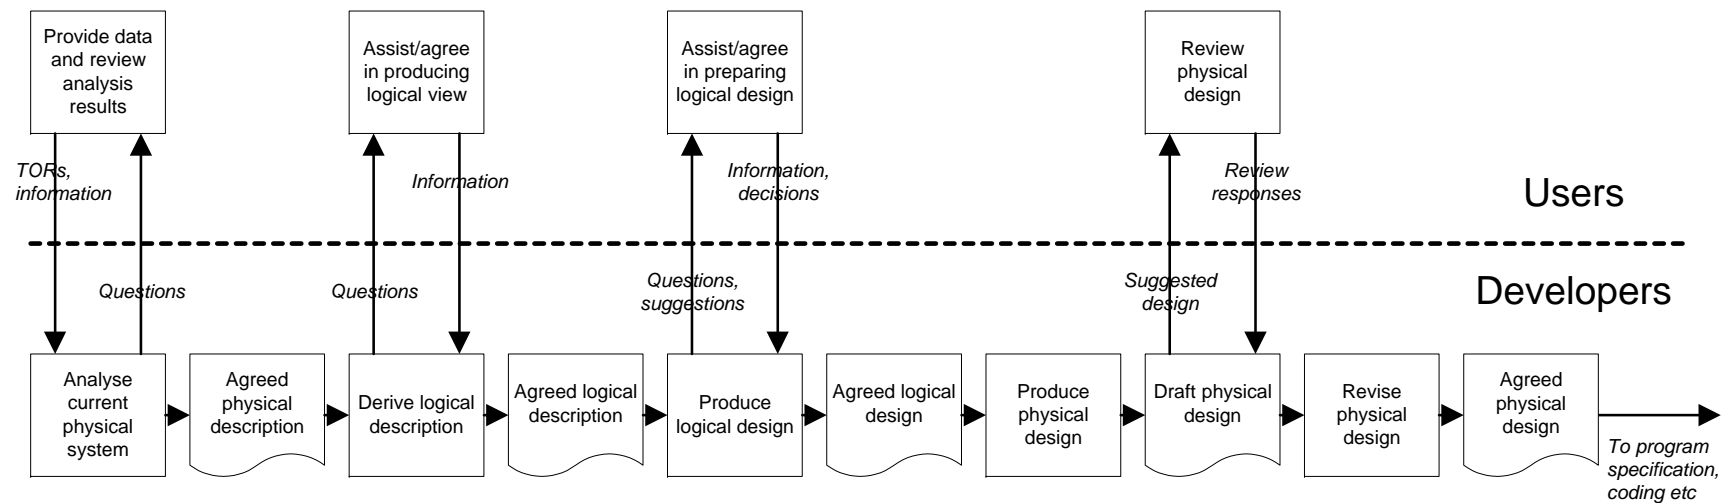 Provide data
and review
analysis
results
Assist/agree
in producing
logical view
Assist/agree
in preparing
logical design
Review
physical
design
TORs,
information
Information
Information,
decisions
Review
responses
Users
Questions
Questions
Questions,
suggestions
Suggested
design
Developers
Analyse
current
physical
system
Agreed
physical
description
Derive logical
description
Agreed logical
description
Produce
logical design
Agreed logical
design
Produce
physical
design
Draft physical
design
Revise
physical
design
Agreed
physical
design
To program
specification,
coding etc